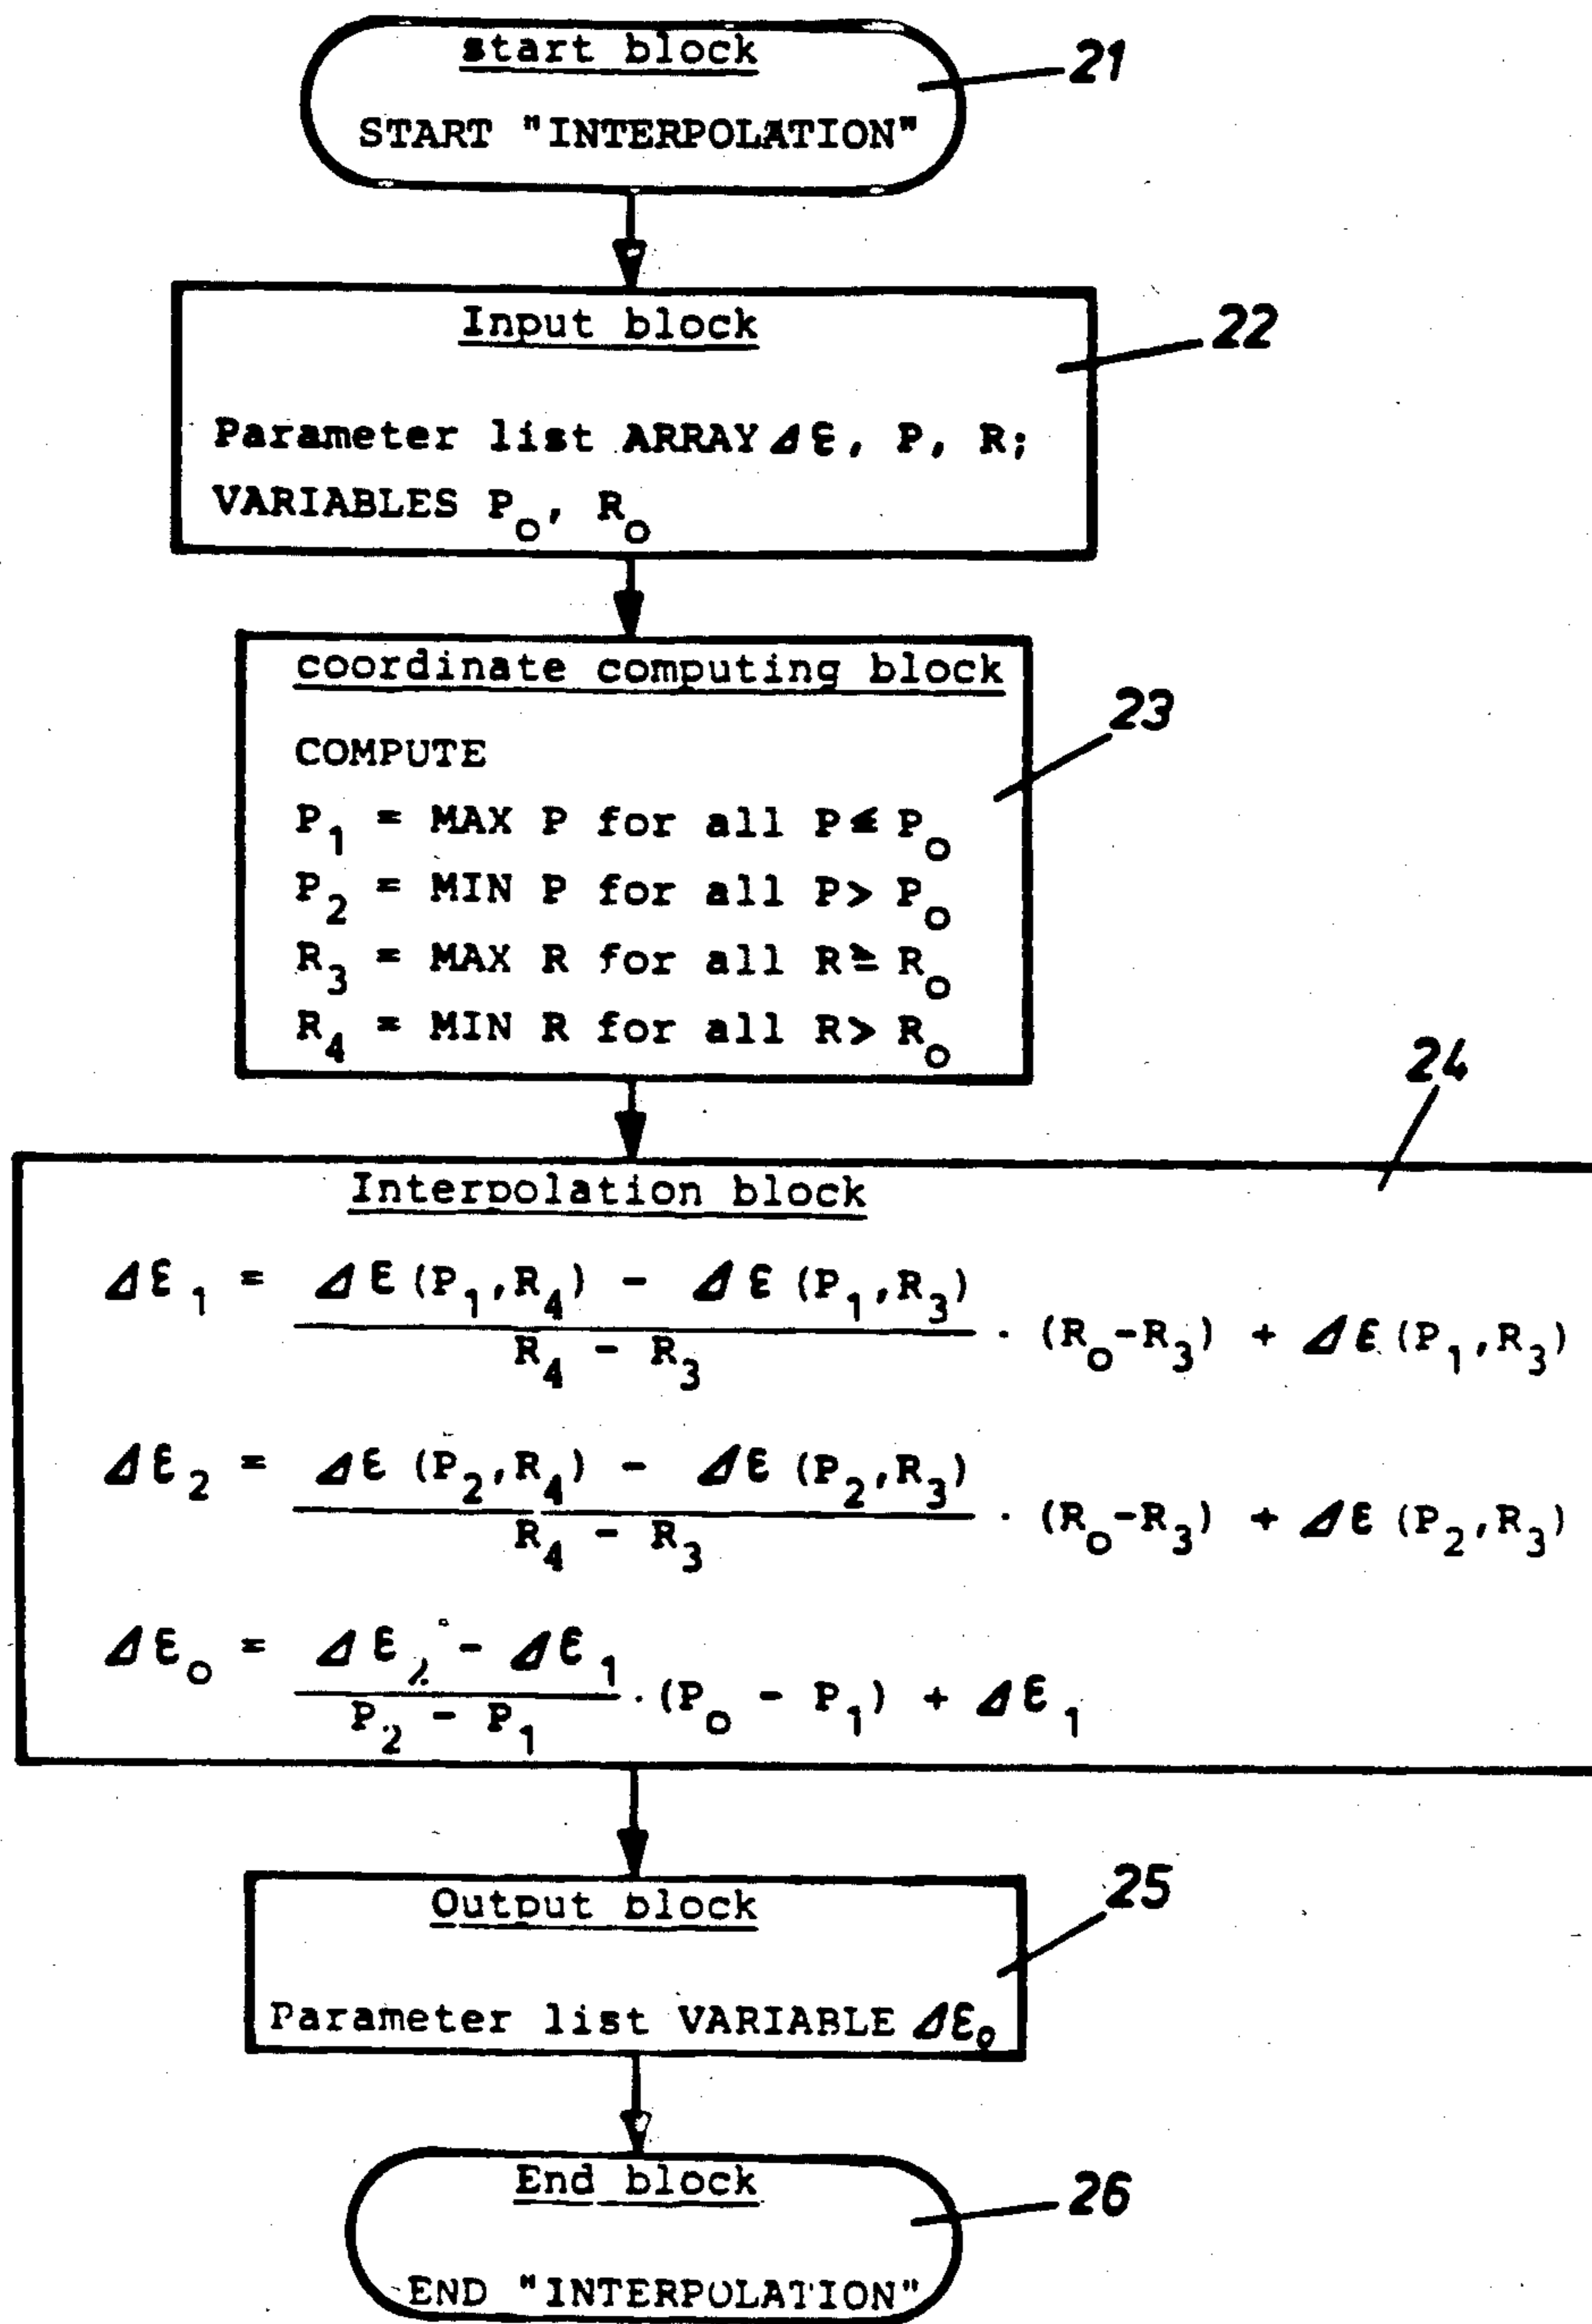 start block
START "INTERPOLATION"
21
Input block
22
Parameter list ARRAY Δε, P, R;
VARIABLES P₀, R₀
coordinate computing block
23
COMPUTE
P₁ = MAX P for all P ≤ P₀
P₂ = MIN P for all P > P₀
R₃ = MAX R for all R ≥ R₀
R₄ = MIN R for all R > R₀
24
Interpolation block
Δε₁ = Δε (P₁,R₄) - Δε (P₁,R₃)
R₄ - R₃
· (R₀-R₃) + Δε (P₁,R₃)
Δε₂ = Δε (P₂,R₄) - Δε (P₂,R₃)
R₄ - R₃
· (R₀-R₃) + Δε (P₂,R₃)
Δε₀ = Δε₂ - Δε₁
P₂ - P₁
· (P₀ - P₁) + Δε₁
Output block
25
Parameter list VARIABLE Δε₀
End block
26
END "INTERPOLATION"